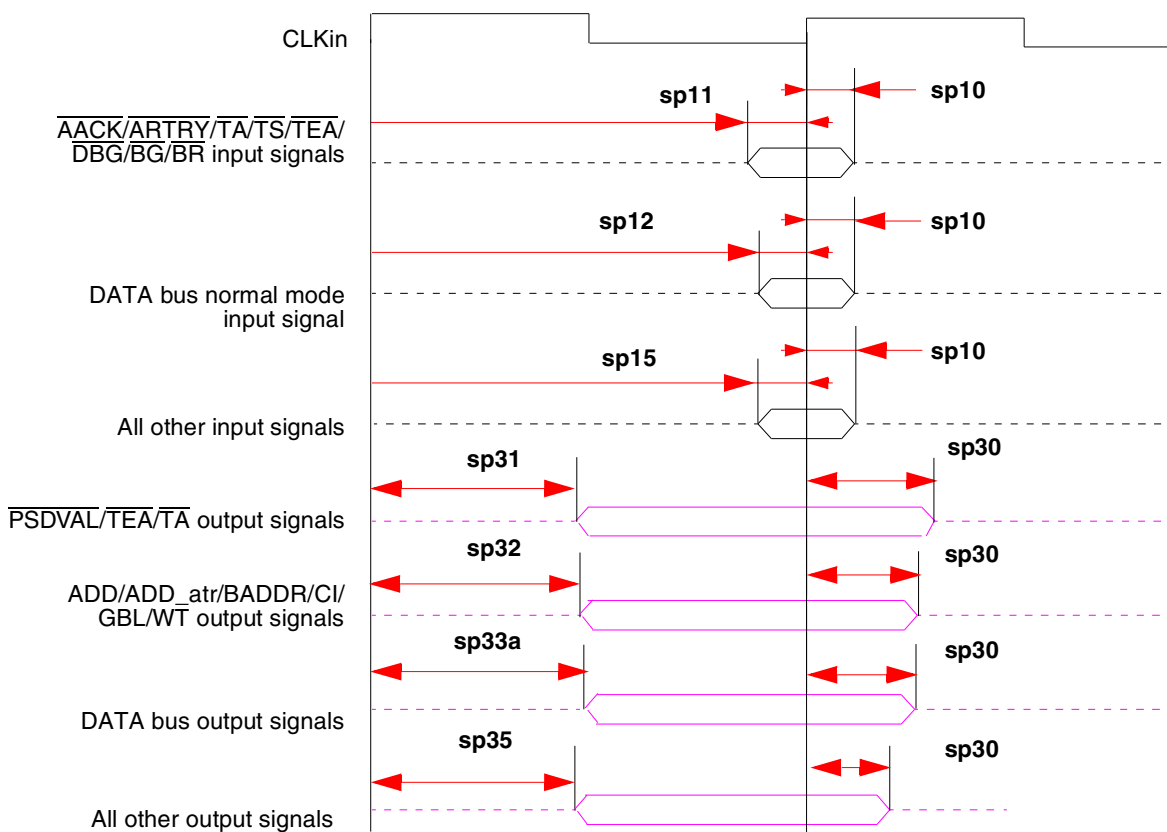 CLKin
sp11
sp10
AACK/ARTRY/TA/TS/TEA/
DBG/BG/BR input signals
sp12
sp10
DATA bus normal mode
input signal
sp15
sp10
All other input signals
sp31
sp30
PSDVAL/TEA/TA output signals
sp32
sp30
ADD/ADD_atr/BADDR/CI/
GBL/WT output signals
sp33a
sp30
DATA bus output signals
sp35
sp30
All other output signals